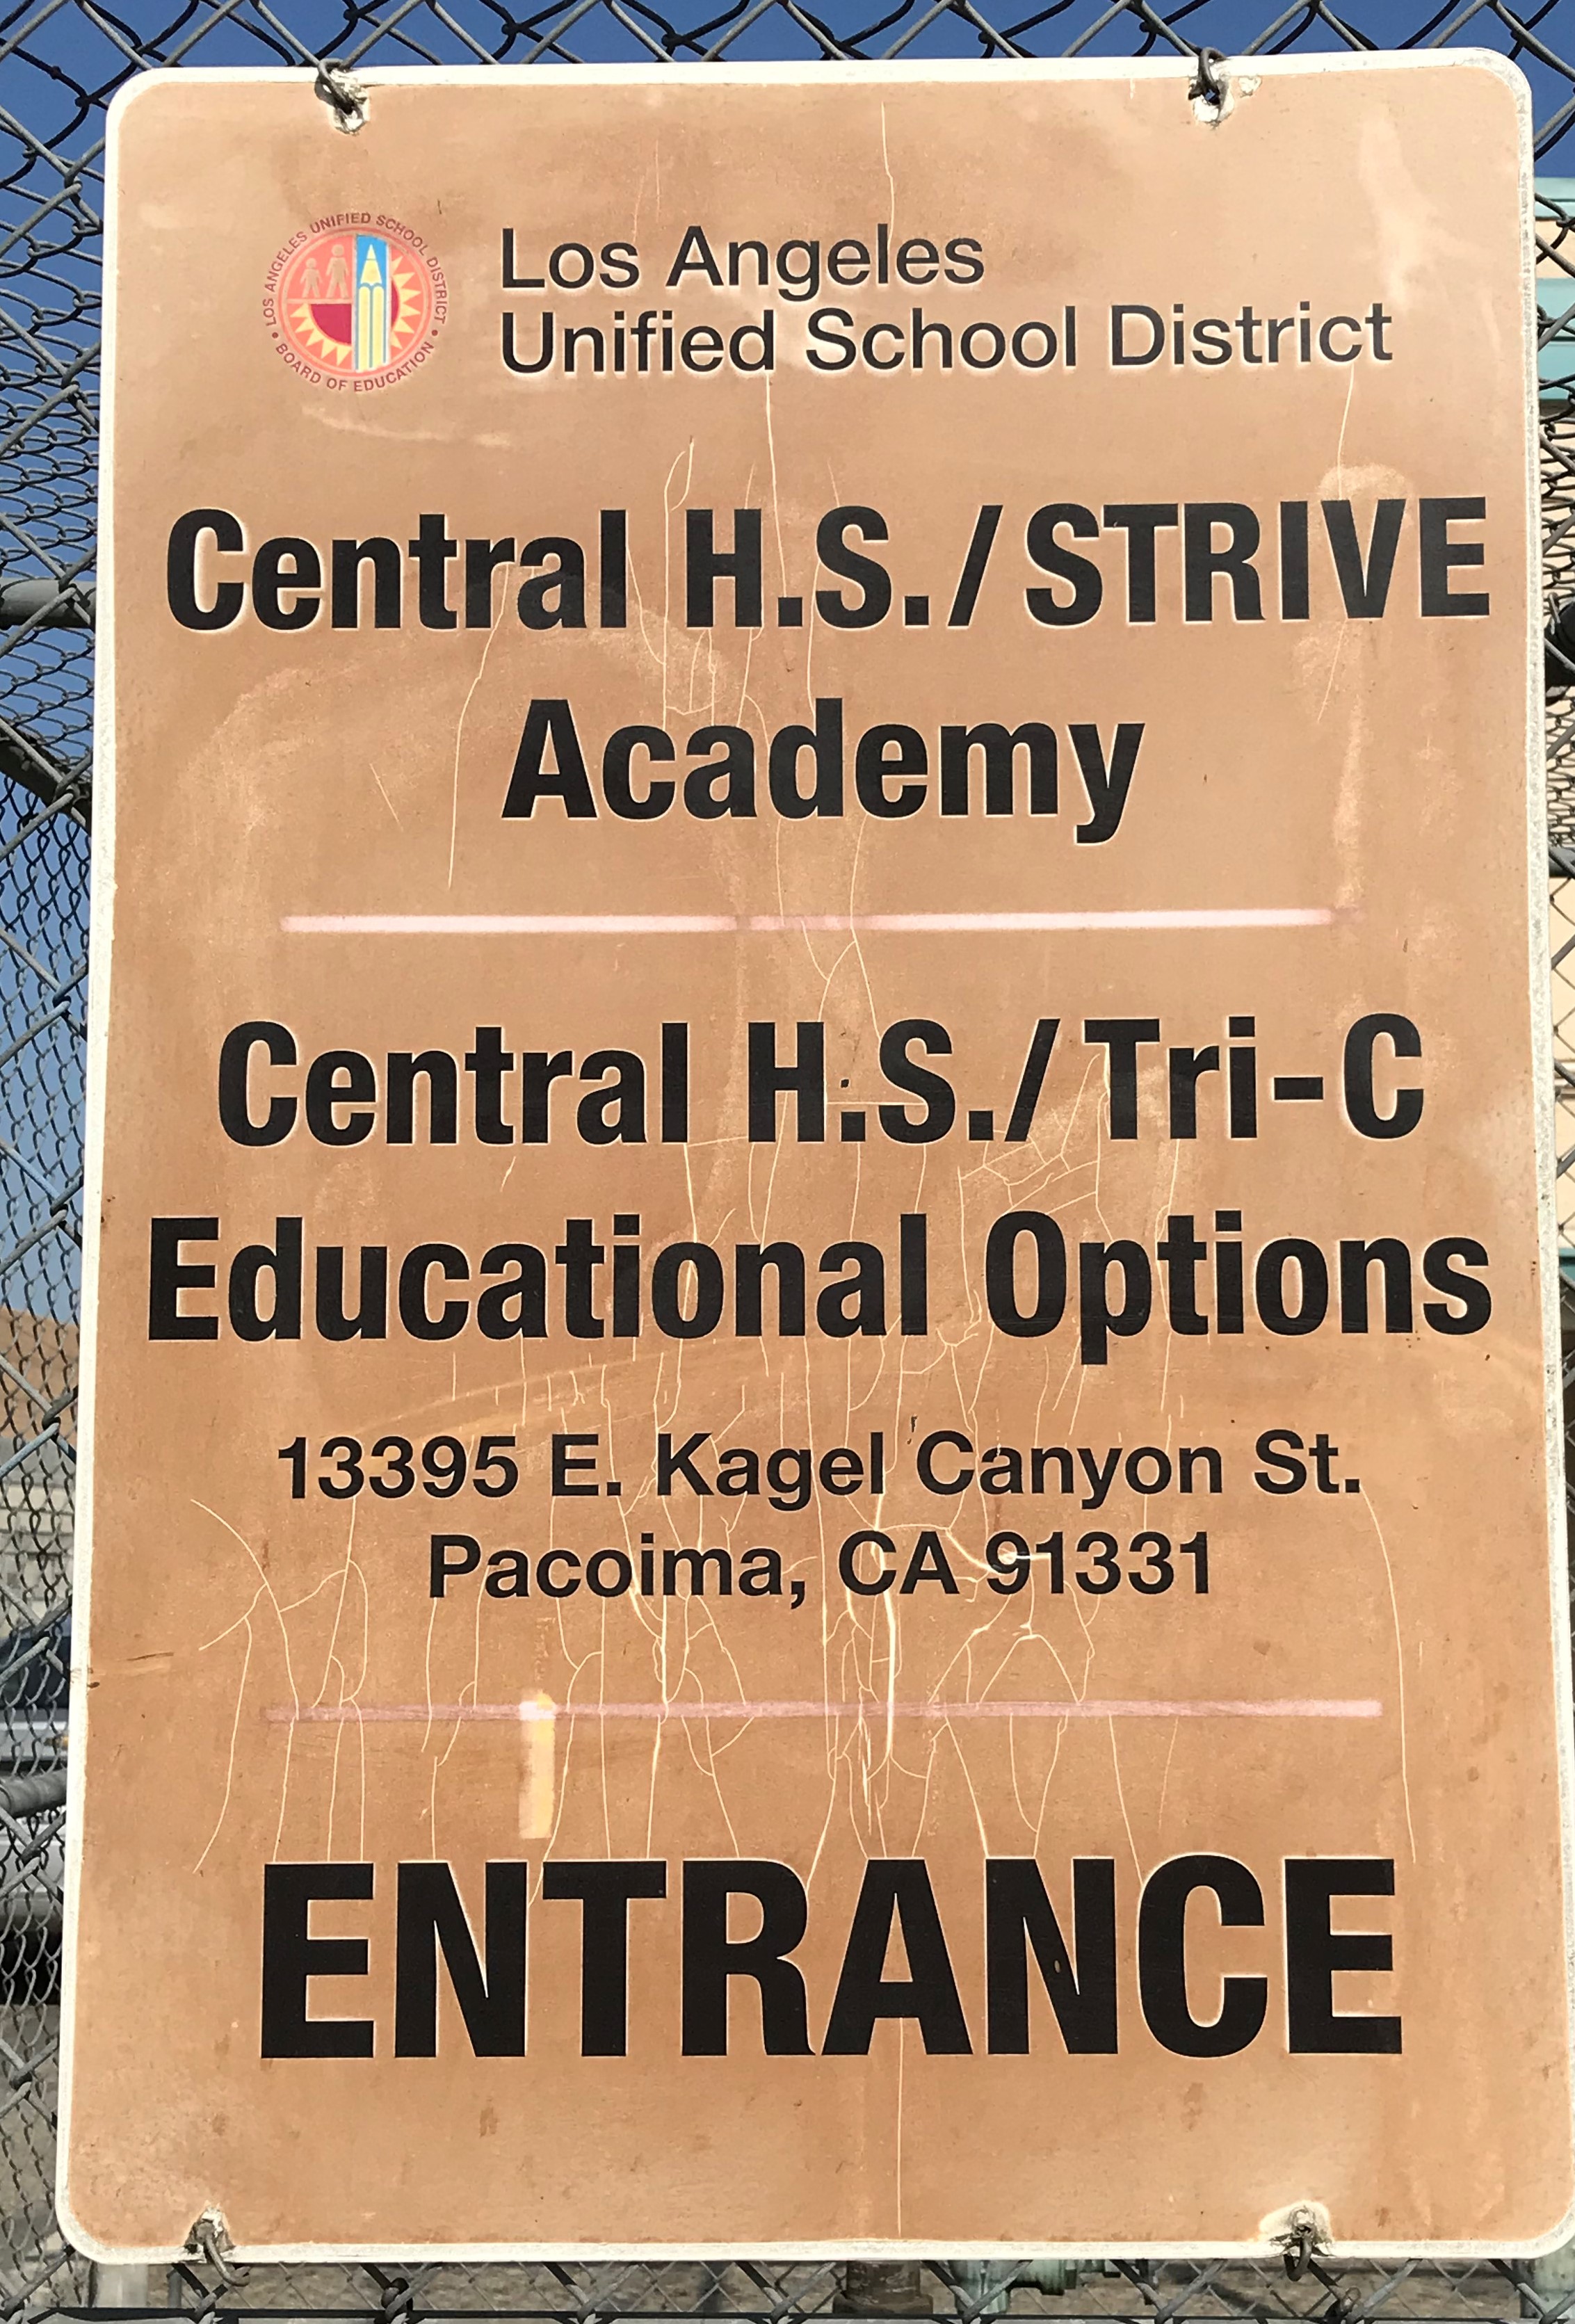 LOS ANGELES UNIFIED SCHOOL DISTRICT • BOARD OF EDUCATION •
Los Angeles
Unified School District
Central H.S./STRIVE
Academy
Central H.S./Tri-C
Educational Options
13395 E. Kagel Canyon St.
Pacoima, CA 91331
ENTRANCE